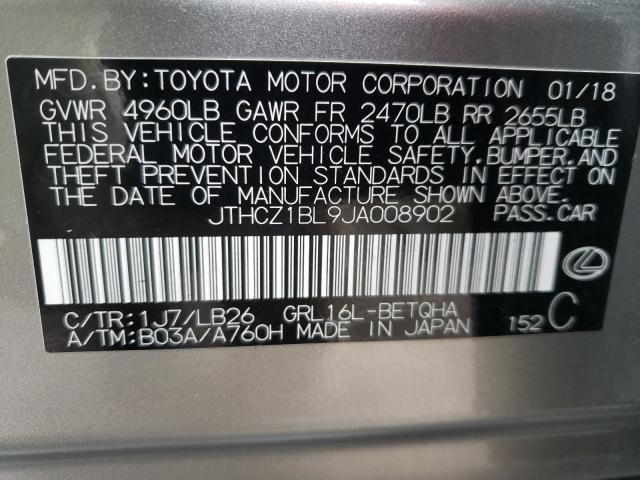 MFD. BY: TOYOTA MOTOR CORPORATION 01/18
GVWR 4960LB GAWR FR 2470LB RR 2655LB
THIS VEHICLE CONFORMS TO ALL APPLICABLE
FEDERAL MOTOR VEHICLE SAFETY, BUMPER, AND
THEFT PREVENTION STANDARDS IN EFFECT ON
THE DATE OF MANUFACTURE SHOWN ABOVE.
JTHCZ1BL9JA008902 PASS. CAR
C/TR: 1J7/LB26 GRL16L-BETQHA
A/TM: B03A/A760H MADE IN JAPAN 152 C